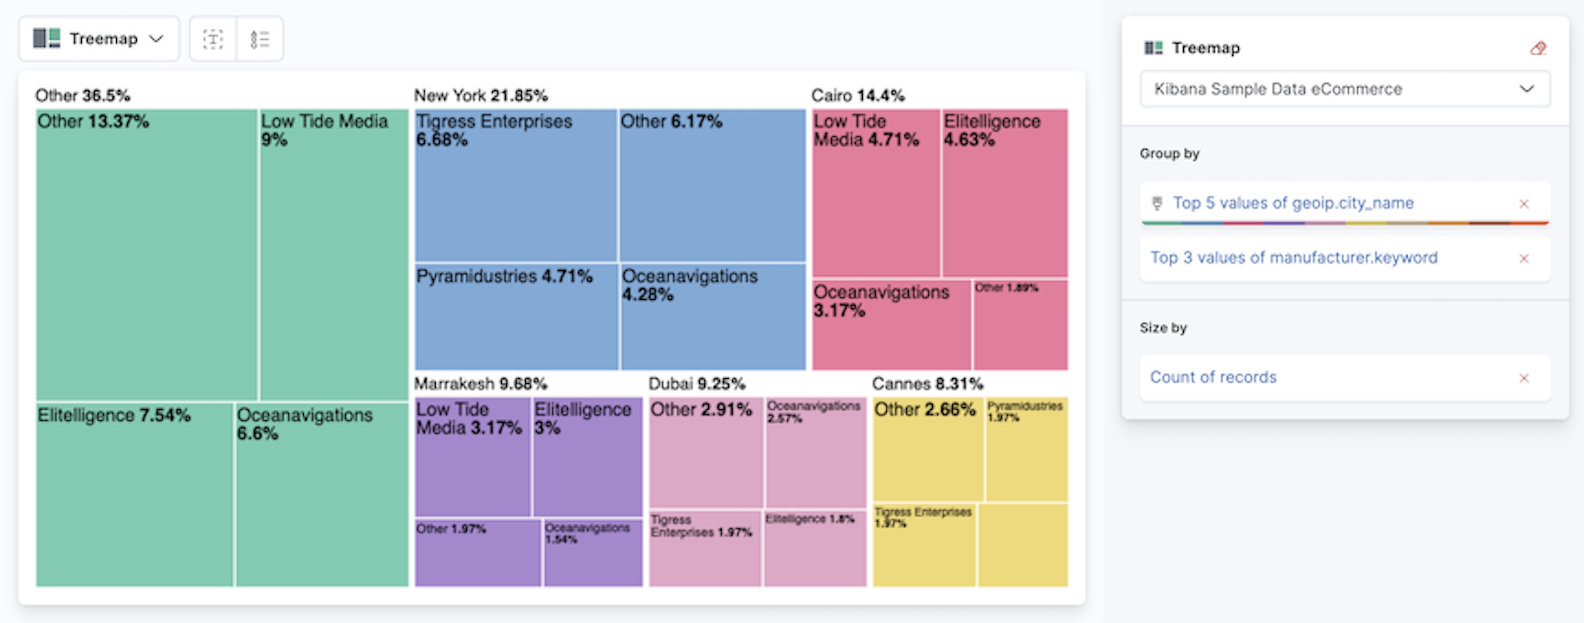 Treemap
Other 36.5%
Other 13.37%
Low Tide Media
9%
Elitelligence 7.54%
Oceanavigations
6.6%
New York 21.85%
Tigress Enterprises
6.68%
Other 6.17%
Pyramidustries 4.71%
Oceanavigations
4.28%
Cairo 14.4%
Low Tide
Media 4.71%
Elitelligence
4.63%
Oceanavigations
3.17%
Other 1.89%
Marrakesh 9.68%
Low Tide
Media 3.17%
Elitelligence
3%
Other 1.97%
Oceanavigations
1.54%
Dubai 9.25%
Other 2.91%
Oceanavigations
2.57%
Tigress
Enterprises 1.97%
Elitelligence 1.8%
Cannes 8.31%
Other 2.66%
Pyramidustries
1.97%
Tigress Enterprises
1.97%
Treemap
Kibana Sample Data eCommerce
Group by
Top 5 values of geoip.city_name
Top 3 values of manufacturer.keyword
Size by
Count of records